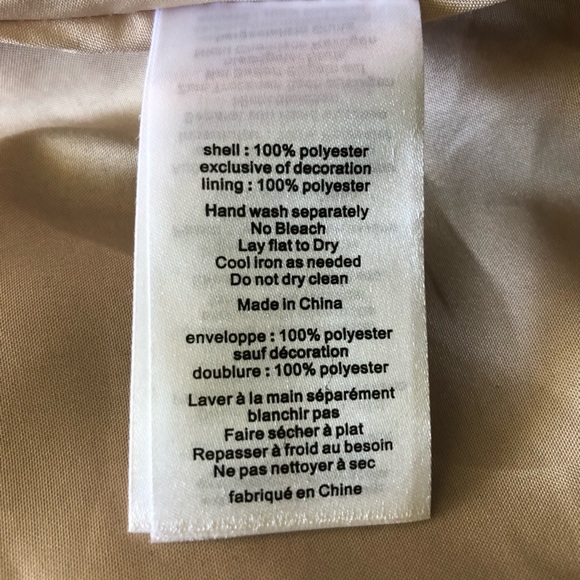 shell : 100% polyester
exclusive of decoration
lining : 100% polyester
Hand wash separately
No Bleach
Lay flat to Dry
Cool iron as needed
Do not dry clean
Made in China
enveloppe : 100% polyester
sauf décoration
doublure : 100% polyester
Laver à la main séparément
blanchir pas
Faire sécher à plat
Repasser à froid au besoin
Ne pas nettoyer à sec
fabriqué en Chine